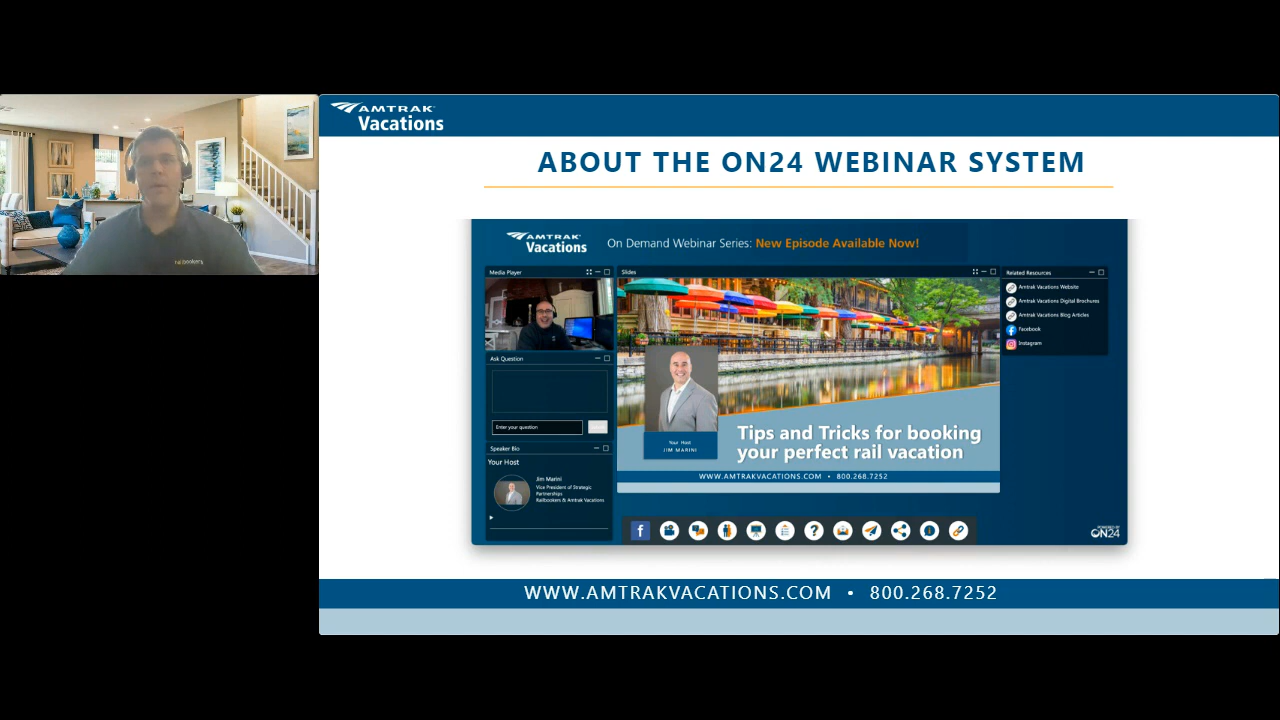 AMTRAK
Vacations
ABOUT THE ON24 WEBINAR SYSTEM
AMTRAK
Vacations
On Demand Webinar Series: New Episode Available Now!
Media Player
Slides
Related Resources
Amtrak Vacations Website
Amtrak Vacations Digital Brochures
Amtrak Vacations Blog Articles
Facebook
Instagram
Ask Question
Enter your question
Your Host
JIM MARINI
Tips and Tricks for booking
your perfect rail vacation
WWW.AMTRAKVACATIONS.COM • 800.268.7252
Speaker Bio
Your Host
Jim Marini
Vice President of Strategic
Partnerships
Railbookers & Amtrak Vacations
POWERED BY
ON24
WWW.AMTRAKVACATIONS.COM • 800.268.7252